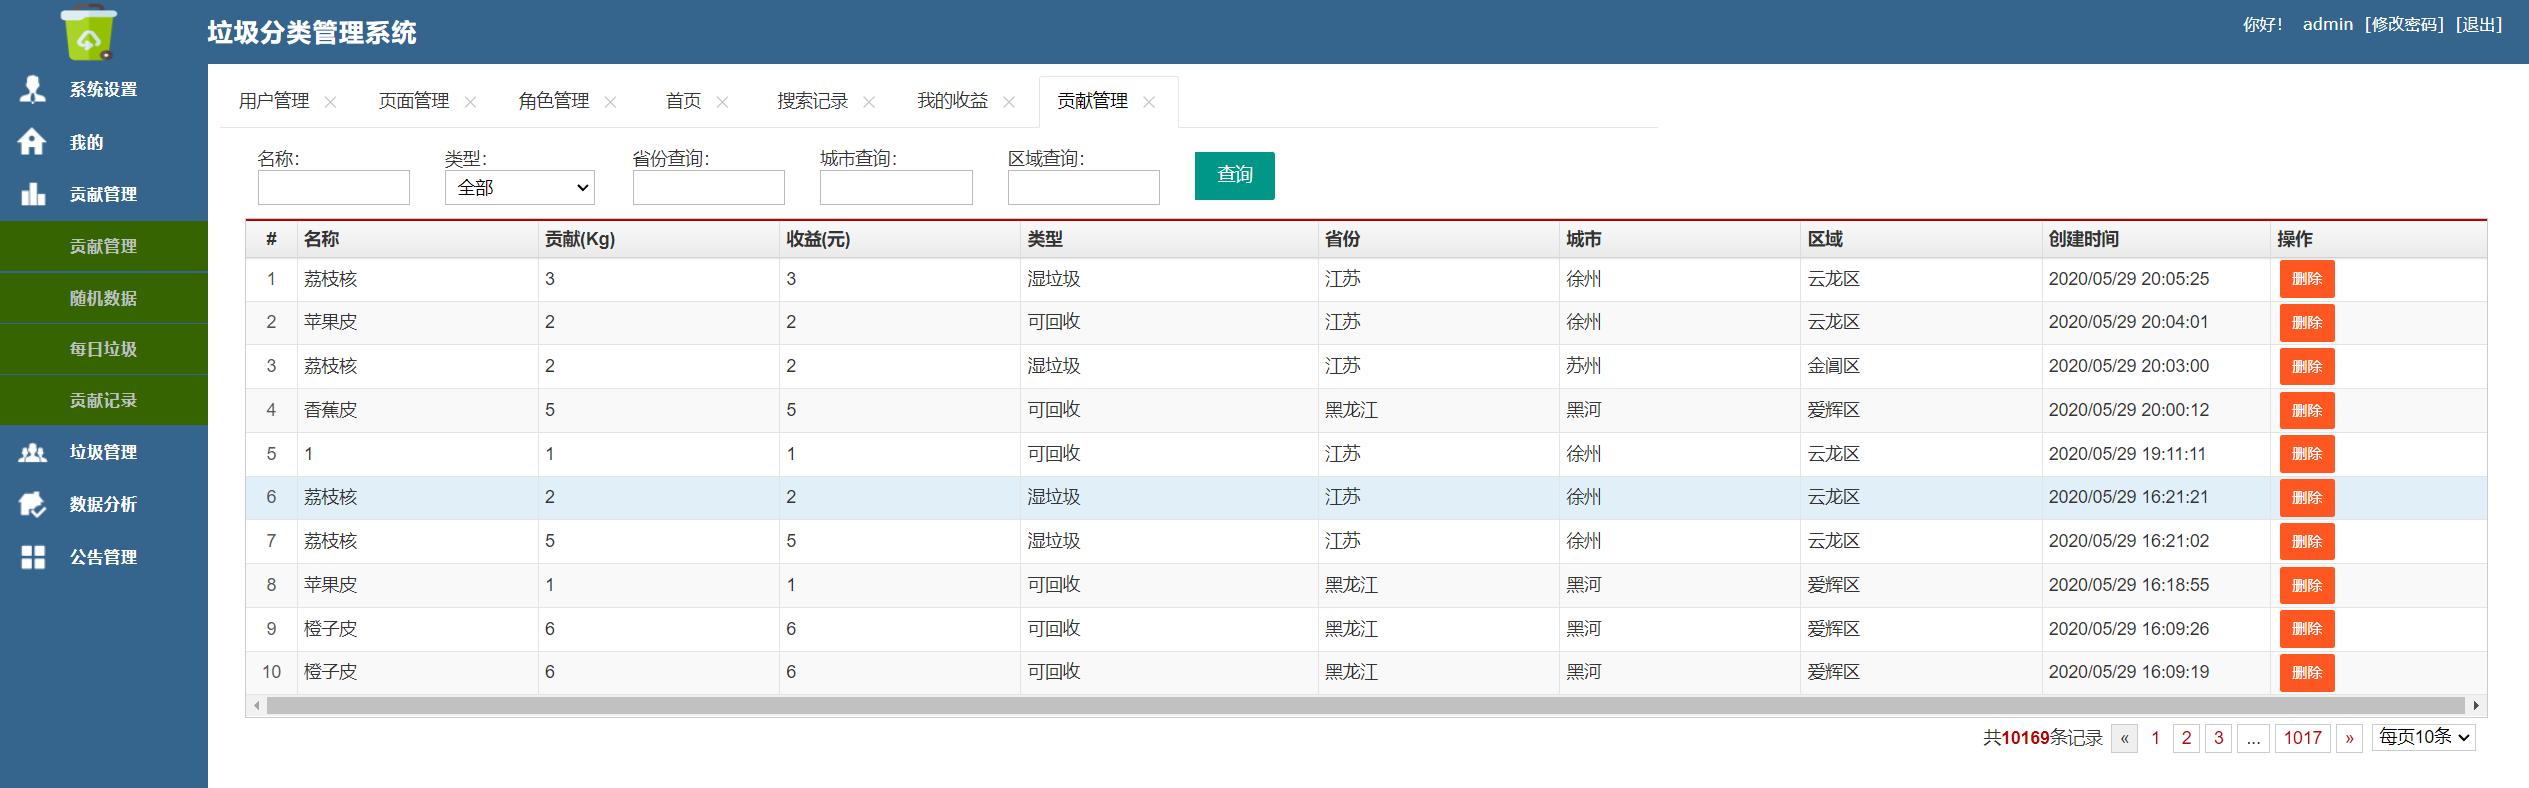 垃圾分类管理系统
你好！ admin [修改密码] [退出]
系统设置
我的
贡献管理
贡献管理
随机数据
每日垃圾
贡献记录
垃圾管理
数据分析
公告管理
用户管理 页面管理 角色管理 首页 搜索记录 我的收益 贡献管理
名称： 类型： 省份查询： 城市查询： 区域查询：
全部 查询
# 名称 贡献(Kg) 收益(元) 类型 省份 城市 区域 创建时间 操作
1 荔枝核 3 3 湿垃圾 江苏 徐州 云龙区 2020/05/29 20:05:25 删除
2 苹果皮 2 2 可回收 江苏 徐州 云龙区 2020/05/29 20:04:01 删除
3 荔枝核 2 2 湿垃圾 江苏 苏州 金阊区 2020/05/29 20:03:00 删除
4 香蕉皮 5 5 可回收 黑龙江 黑河 爱辉区 2020/05/29 20:00:12 删除
5 1 1 1 可回收 江苏 徐州 云龙区 2020/05/29 19:11:11 删除
6 荔枝核 2 2 湿垃圾 江苏 徐州 云龙区 2020/05/29 16:21:21 删除
7 荔枝核 5 5 湿垃圾 江苏 徐州 云龙区 2020/05/29 16:21:02 删除
8 苹果皮 1 1 可回收 黑龙江 黑河 爱辉区 2020/05/29 16:18:55 删除
9 橙子皮 6 6 可回收 黑龙江 黑河 爱辉区 2020/05/29 16:09:26 删除
10 橙子皮 6 6 可回收 黑龙江 黑河 爱辉区 2020/05/29 16:09:19 删除
共10169条记录 « 1 2 3 ... 1017 » 每页10条